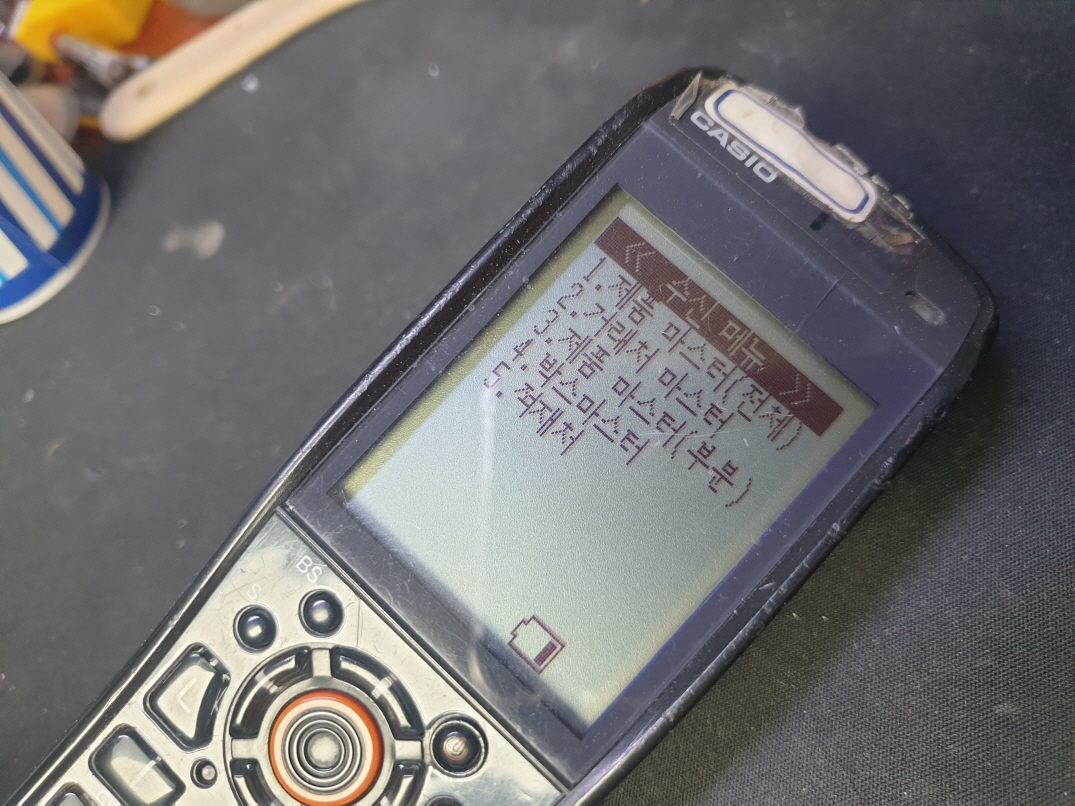 CASIO
《 수신 메뉴 》
1.제품 마스터(전체)
2.거래처 마스터
3.제품 마스터(부분)
4.박스마스터
5.적재처
S
BS
L